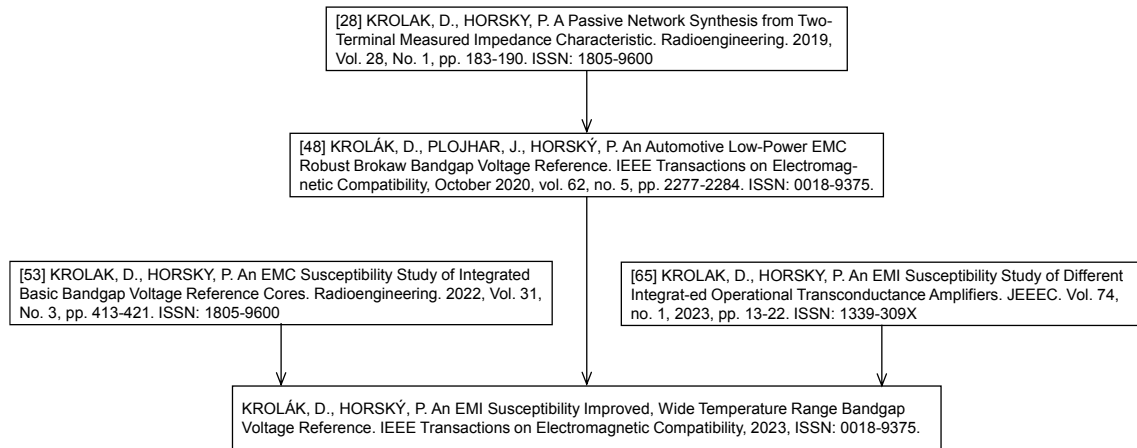 [28] KROLAK, D., HORSKY, P. A Passive Network Synthesis from Two-
Terminal Measured Impedance Characteristic. Radioengineering. 2019,
Vol. 28, No. 1, pp. 183-190. ISSN: 1805-9600
[48] KROLÁK, D., PLOJHAR, J., HORSKÝ, P. An Automotive Low-Power EMC
Robust Brokaw Bandgap Voltage Reference. IEEE Transactions on Electromag-
netic Compatibility, October 2020, vol. 62, no. 5, pp. 2277-2284. ISSN: 0018-9375.
[53] KROLAK, D., HORSKY, P. An EMC Susceptibility Study of Integrated
Basic Bandgap Voltage Reference Cores. Radioengineering. 2022, Vol. 31,
No. 3, pp. 413-421. ISSN: 1805-9600
[65] KROLAK, D., HORSKY, P. An EMI Susceptibility Study of Different
Integrat-ed Operational Transconductance Amplifiers. JEEEC. Vol. 74,
no. 1, 2023, pp. 13-22. ISSN: 1339-309X
KROLÁK, D., HORSKÝ, P. An EMI Susceptibility Improved, Wide Temperature Range Bandgap
Voltage Reference. IEEE Transactions on Electromagnetic Compatibility, 2023, ISSN: 0018-9375.